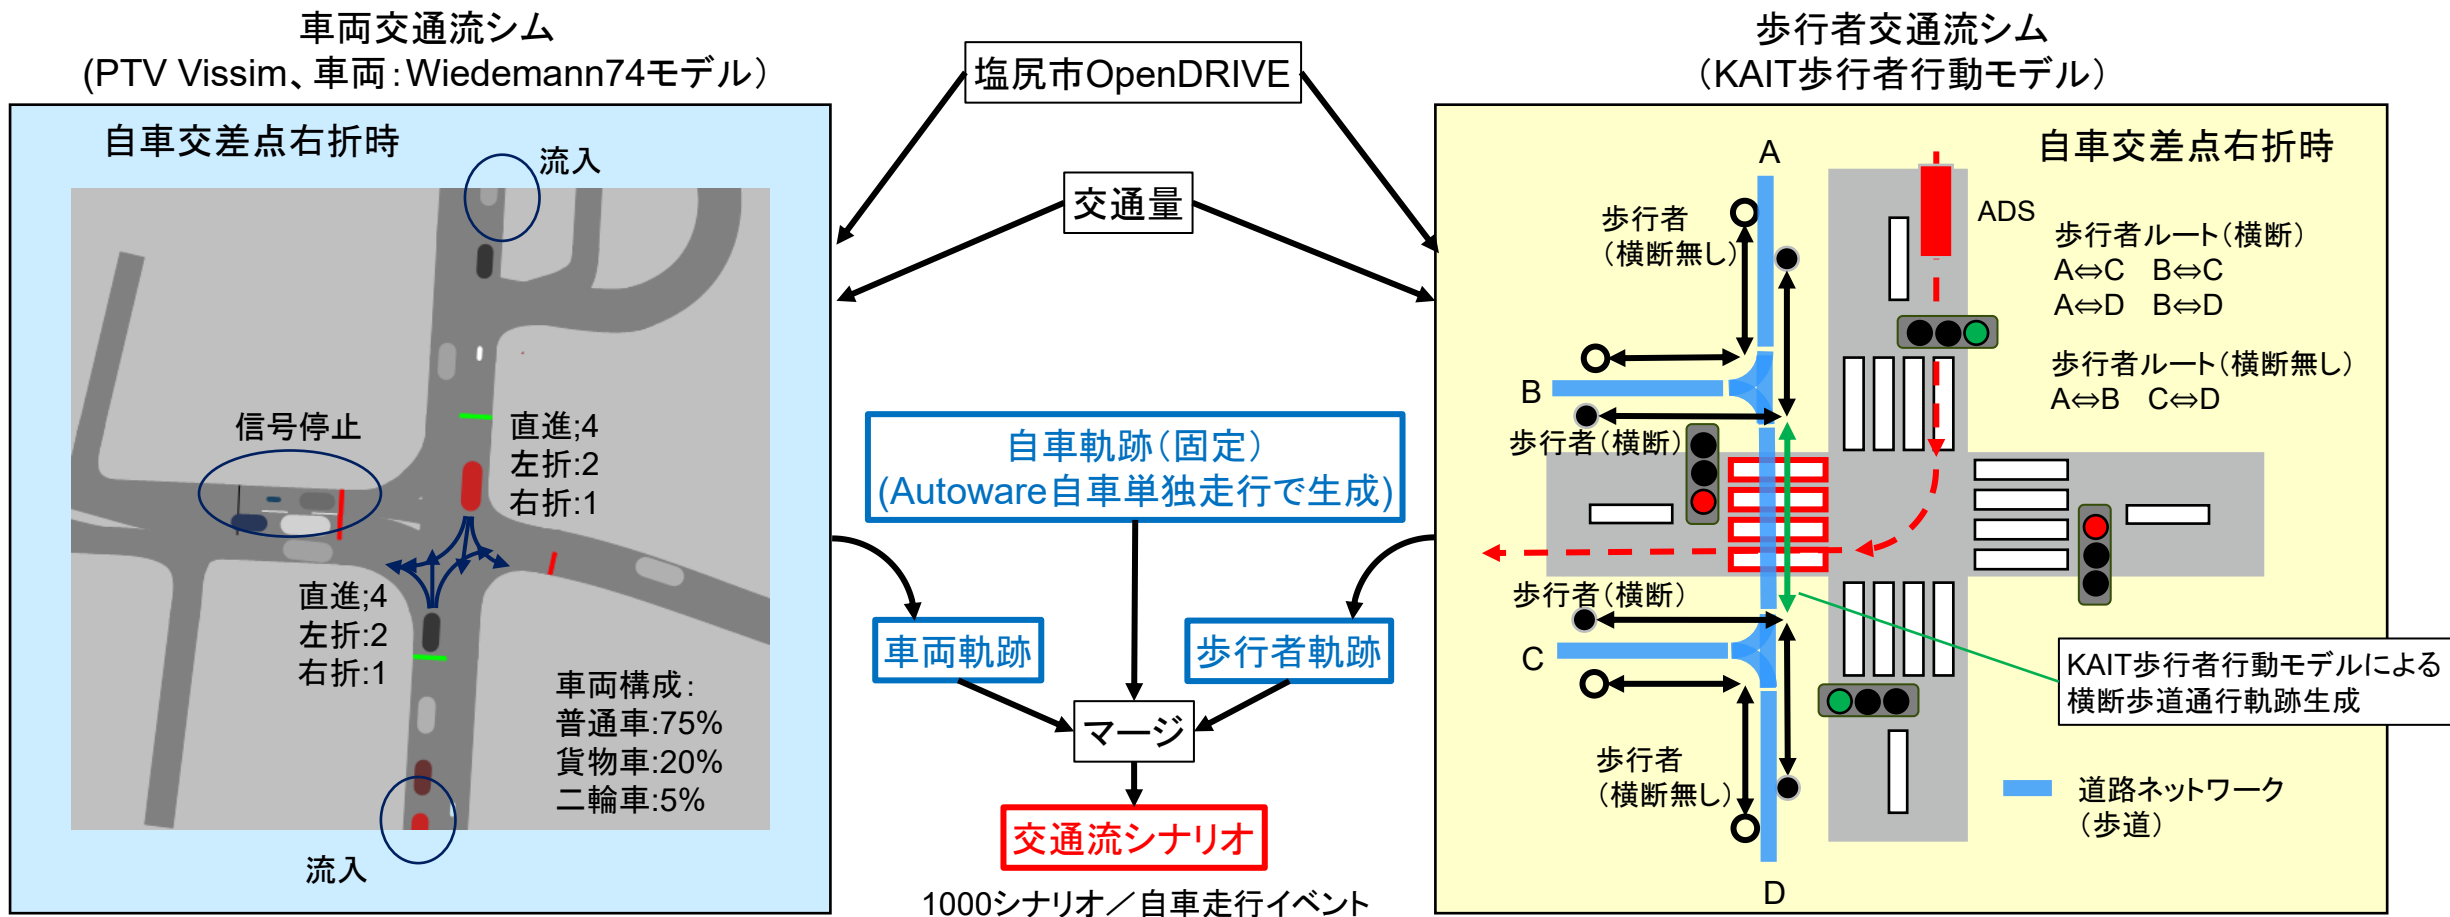 車両交通流シム
(PTV Vissim、車両：Wiedemann74モデル）
自車交差点右折時
流入
信号停止
直進;4
左折:2
右折:1
直進;4
左折:2
右折:1
車両構成：
普通車:75%
貨物車:20%
二輪車:5%
流入
塩尻市OpenDRIVE
交通量
自車軌跡（固定）
(Autoware自車単独走行で生成)
車両軌跡
歩行者軌跡
マージ
交通流シナリオ
1000シナリオ／自車走行イベント
歩行者交通流シム
（KAIT歩行者行動モデル）
自車交差点右折時
A
歩行者
（横断無し）
ADS
歩行者ルート（横断）
A⇔C B⇔C
A⇔D B⇔D
歩行者ルート（横断無し）
A⇔B C⇔D
B
歩行者（横断）
歩行者（横断）
C
KAIT歩行者行動モデルによる
横断歩道通行軌跡生成
歩行者
（横断無し）
道路ネットワーク
（歩道）
D